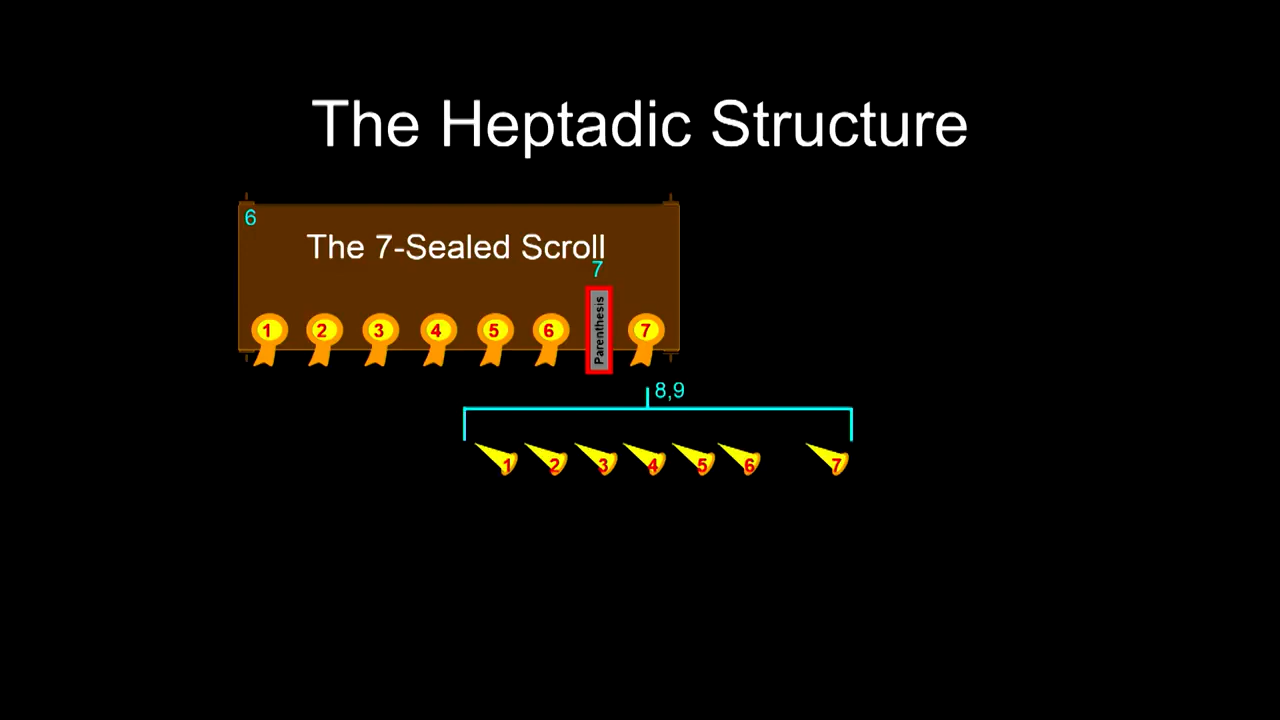 The Heptadic Structure
6
The 7-Sealed Scroll
7
Parenthesis
1 2 3 4 5 6 7
8,9
1 2 3 4 5 6 7